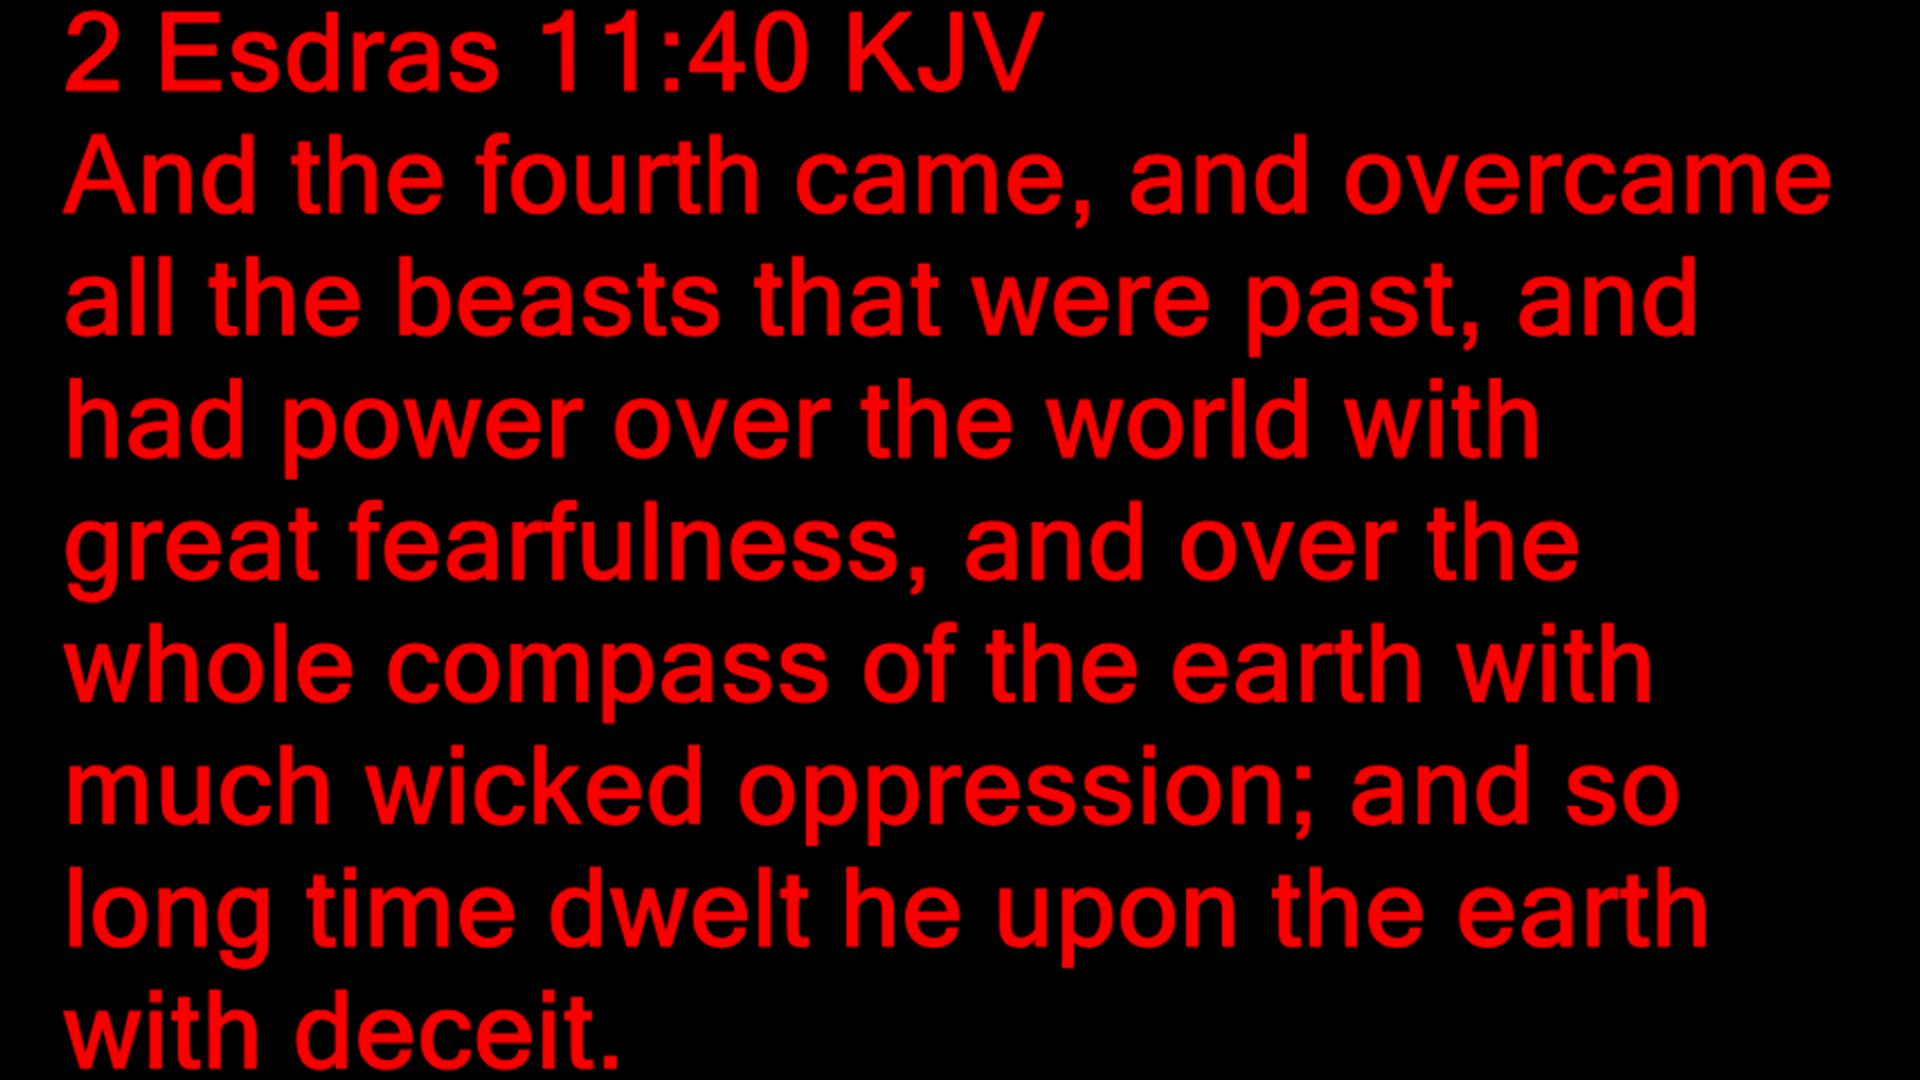 2 Esdras 11:40 KJV
And the fourth came, and overcame
all the beasts that were past, and
had power over the world with
great fearfulness, and over the
whole compass of the earth with
much wicked oppression; and so
long time dwelt he upon the earth
with deceit.